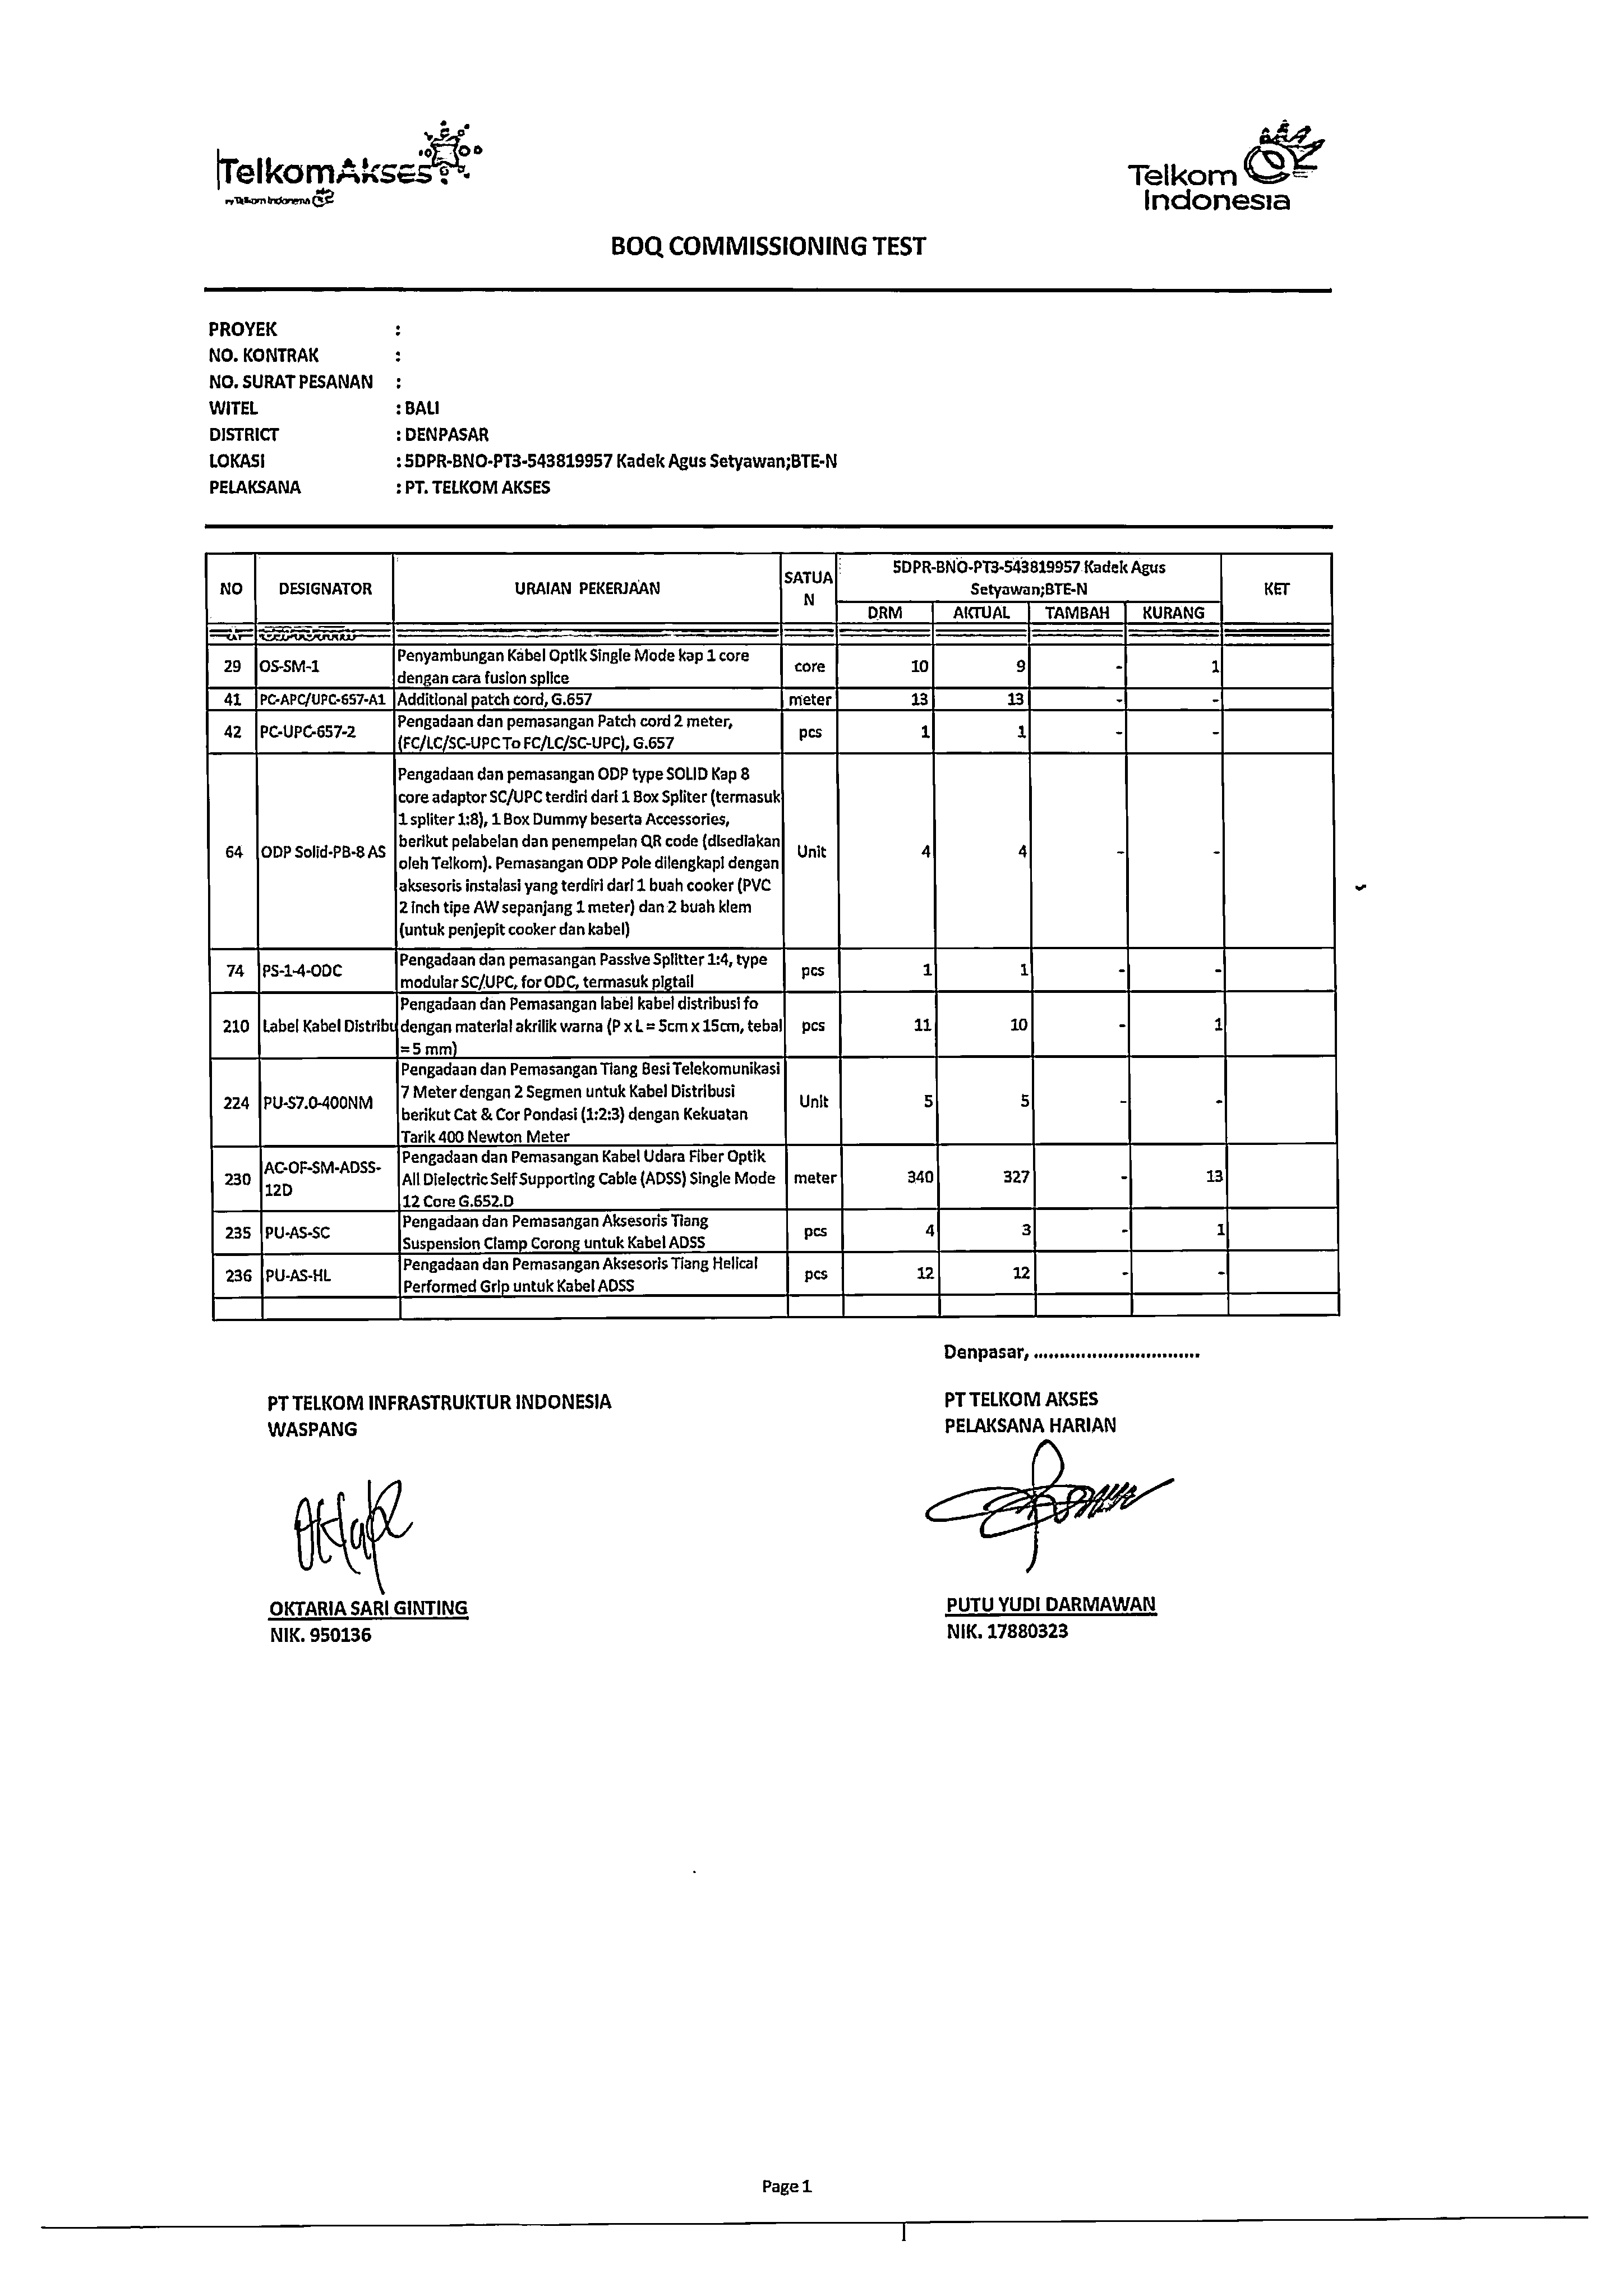 TelkomAkses
by Telkom Indonesia
Telkom
Indonesia
BOQ COMMISSIONING TEST
PROYEK :
NO. KONTRAK :
NO. SURAT PESANAN :
WITEL : BALI
DISTRICT : DENPASAR
LOKASI : 5DPR-BNO-PT3-543819957 Kadek Agus Setyawan;BTE-N
PELAKSANA : PT. TELKOM AKSES
NO DESIGNATOR URAIAN PEKERJAAN SATUA
N
5DPR-BNO-PT3-543819957 Kadek Agus
Setyawan;BTE-N
KET
DRM AKTUAL TAMBAH KURANG
29 OS-SM-1 Penyambungan Kabel Optik Single Mode kap 1 core
dengan cara fusion splice
core 10 9 - 1
41 PC-APC/UPC-657-A1 Additional patch cord, G.657 meter 13 13 - -
42 PC-UPC-657-2 Pengadaan dan pemasangan Patch cord 2 meter,
(FC/LC/SC-UPC To FC/LC/SC-UPC), G.657
pcs 1 1 - -
64 ODP Solid-PB-8 AS Pengadaan dan pemasangan ODP type SOLID Kap 8
core adaptor SC/UPC terdiri dari 1 Box Spliter (termasuk
1 spliter 1:8), 1 Box Dummy beserta Accessories,
berikut pelabelan dan penempelan QR code (disediakan
oleh Telkom). Pemasangan ODP Pole dilengkapi dengan
aksesoris instalasi yang terdiri dari 1 buah cooker (PVC
2 inch tipe AW sepanjang 1 meter) dan 2 buah klem
(untuk penjepit cooker dan kabel)
Unit 4 4 - -
74 PS-1-4-ODC Pengadaan dan pemasangan Passive Splitter 1:4, type
modular SC/UPC, for ODC, termasuk pigtail
pcs 1 1 - -
210 Label Kabel Distribu Pengadaan dan Pemasangan label kabel distribusi fo
dengan material akrilik warna (P x L = 5cm x 15cm, tebal
= 5 mm)
pcs 11 10 - 1
224 PU-S7.0-400NM Pengadaan dan Pemasangan Tiang Besi Telekomunikasi
7 Meter dengan 2 Segmen untuk Kabel Distribusi
berikut Cat & Cor Pondasi (1:2:3) dengan Kekuatan
Tarik 400 Newton Meter
Unit 5 5 - -
230 AC-OF-SM-ADSS-
12D
Pengadaan dan Pemasangan Kabel Udara Fiber Optik
All Dielectric Self Supporting Cable (ADSS) Single Mode
12 Core G.652.D
meter 340 327 - 13
235 PU-AS-SC Pengadaan dan Pemasangan Aksesoris Tiang
Suspension Clamp Corong untuk Kabel ADSS
pcs 4 3 - 1
236 PU-AS-HL Pengadaan dan Pemasangan Aksesoris Tiang Helical
Performed Grip untuk Kabel ADSS
pcs 12 12 - -
Denpasar, ................................
PT TELKOM INFRASTRUKTUR INDONESIA
WASPANG
PT TELKOM AKSES
PELAKSANA HARIAN
OKTARIA SARI GINTING
NIK. 950136
PUTU YUDI DARMAWAN
NIK. 17880323
Page 1